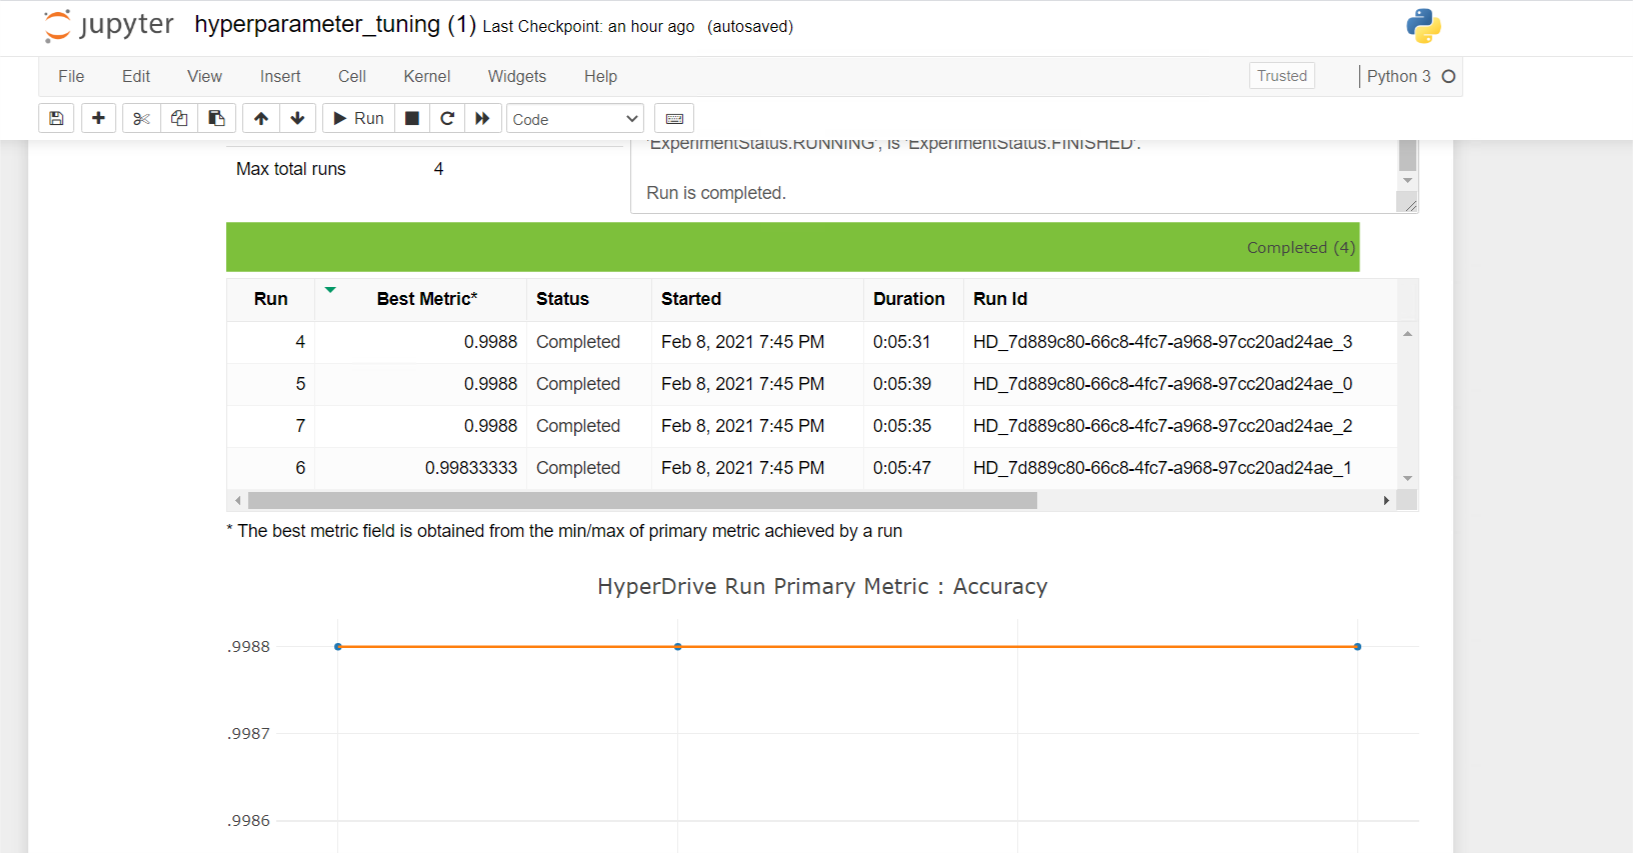 jupyter hyperparameter_tuning (1) Last Checkpoint: an hour ago (autosaved)
File Edit View Insert Cell Kernel Widgets Help Trusted Python 3
Run Code
'ExperimentStatus.RUNNING', is 'ExperimentStatus.FINISHED'.
Max total runs 4
Run is completed.
Completed (4)
Run Best Metric* Status Started Duration Run Id
4 0.9988 Completed Feb 8, 2021 7:45 PM 0:05:31 HD_7d889c80-66c8-4fc7-a968-97cc20ad24ae_3
5 0.9988 Completed Feb 8, 2021 7:45 PM 0:05:39 HD_7d889c80-66c8-4fc7-a968-97cc20ad24ae_0
7 0.9988 Completed Feb 8, 2021 7:45 PM 0:05:35 HD_7d889c80-66c8-4fc7-a968-97cc20ad24ae_2
6 0.99833333 Completed Feb 8, 2021 7:45 PM 0:05:47 HD_7d889c80-66c8-4fc7-a968-97cc20ad24ae_1
* The best metric field is obtained from the min/max of primary metric achieved by a run
HyperDrive Run Primary Metric : Accuracy
.9988
.9987
.9986